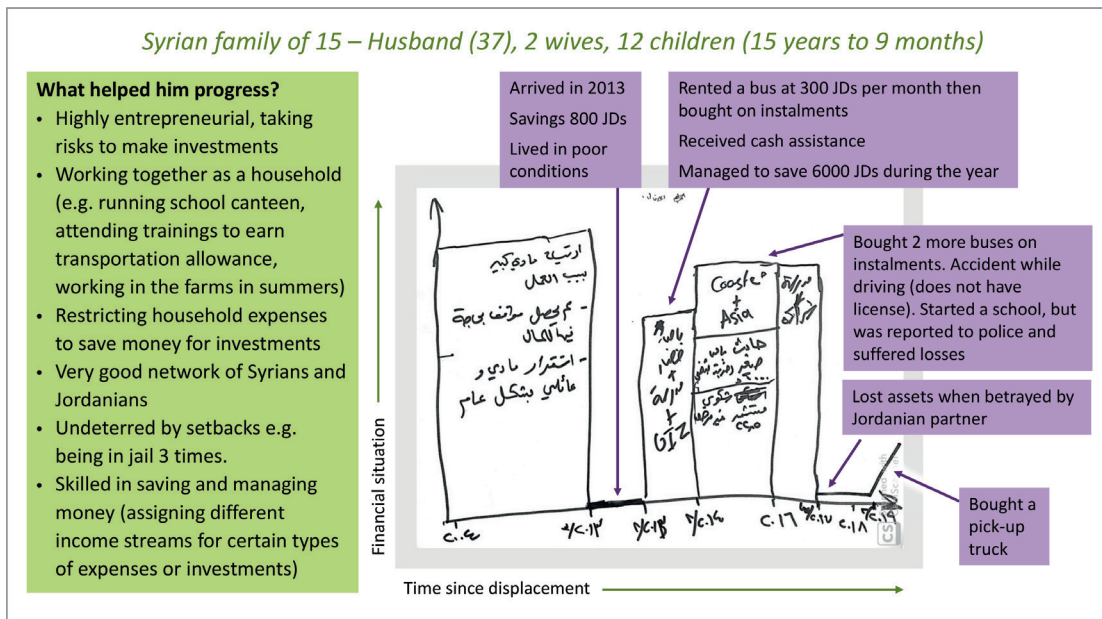 Syrian family of 15 – Husband (37), 2 wives, 12 children (15 years to 9 months)
What helped him progress?
• Highly entrepreneurial, taking
risks to make investments
• Working together as a household
(e.g. running school canteen,
attending trainings to earn
transportation allowance,
working in the farms in summers)
• Restricting household expenses
to save money for investments
• Very good network of Syrians and
Jordanians
• Undeterred by setbacks e.g.
being in jail 3 times.
• Skilled in saving and managing
money (assigning different
income streams for certain types
of expenses or investments)
Arrived in 2013
Savings 800 JDs
Lived in poor
conditions
Rented a bus at 300 JDs per month then
bought on instalments
Received cash assistance
Managed to save 6000 JDs during the year
Bought 2 more buses on
instalments. Accident while
driving (does not have
license). Started a school, but
was reported to police and
suffered losses
Lost assets when betrayed by
Jordanian partner
Bought a
pick-up
truck
Financial situation
مادي كبير
بسبب العمل
بحاجة
فيها للمال
- استقرار مادي و
عائلي بشكل عام
+
GIZ
Coaster
+
Asia
٢٠٠٤
٢٠١٦
٢٠١٨
CS
Time since displacement